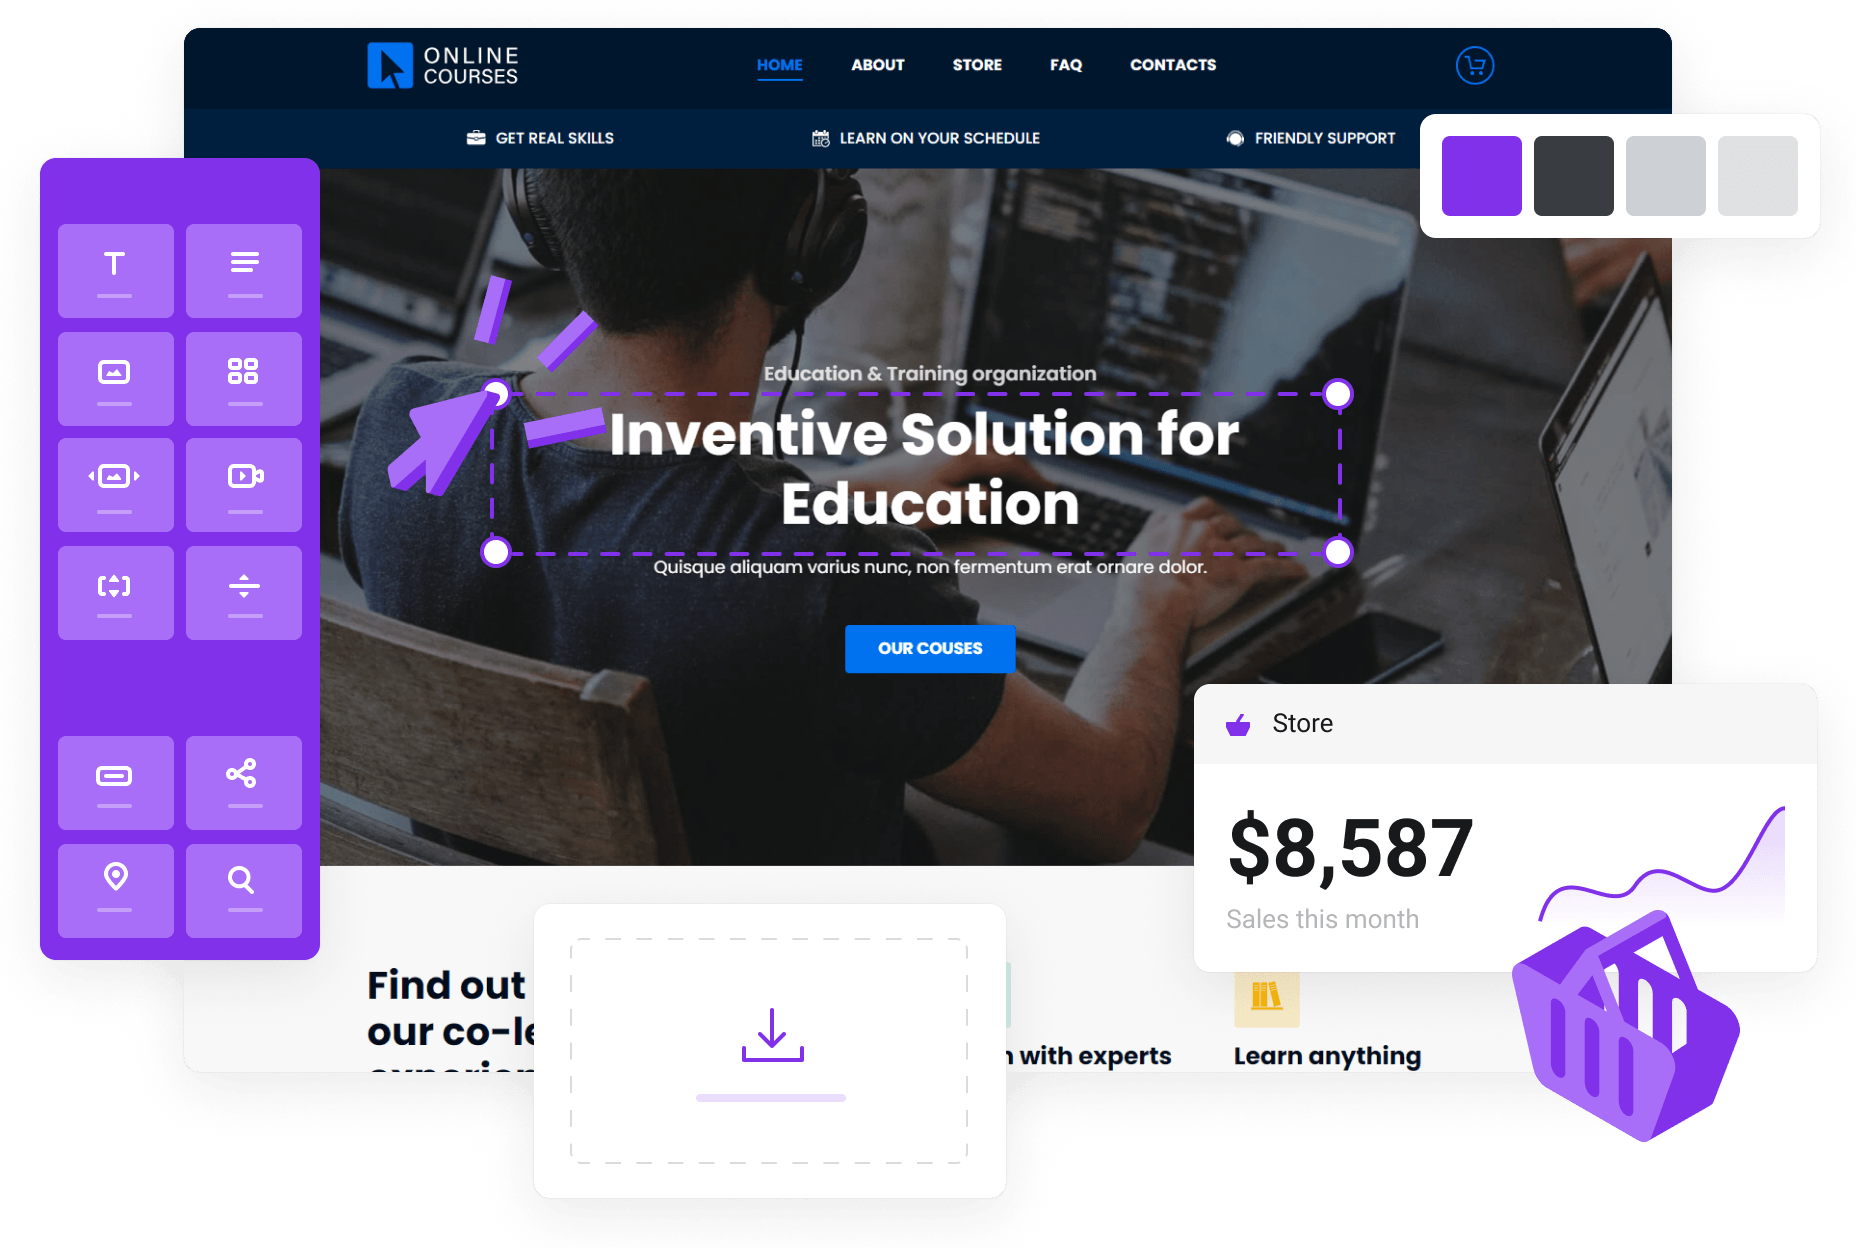 ONLINE
COURSES
HOME ABOUT STORE FAQ CONTACTS
GET REAL SKILLS LEARN ON YOUR SCHEDULE FRIENDLY SUPPORT
T
Education & Training organization
Inventive Solution for
Education
Quisque aliquam varius nunc, non fermentum erat ornare dolor.
OUR COUSES
Store
$8,587
Sales this month
Find out
our co-le
with experts
Learn anything